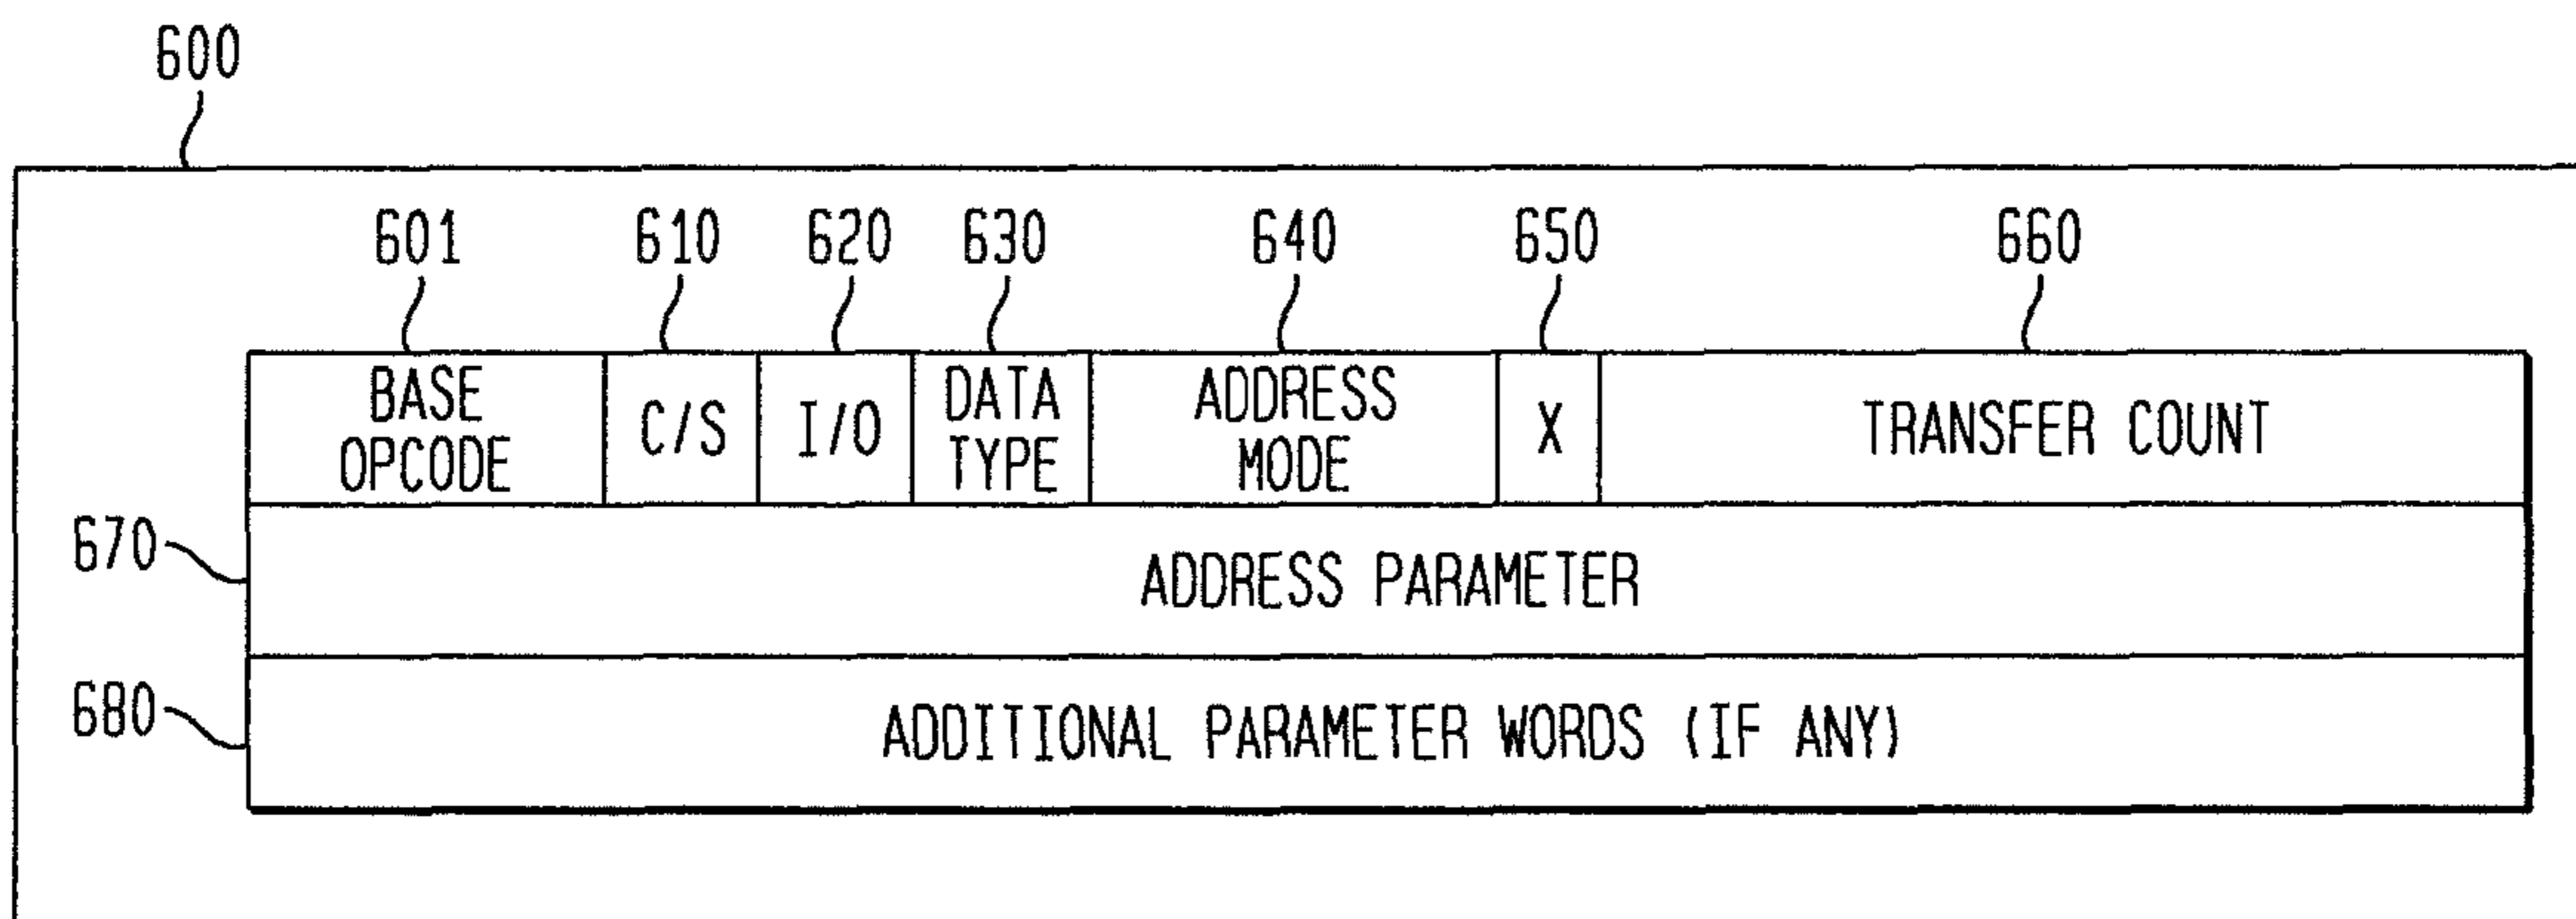 600
601 610 620 630 640 650 660
BASE OPCODE C/S I/O DATA TYPE ADDRESS MODE X TRANSFER COUNT
670 ADDRESS PARAMETER
680 ADDITIONAL PARAMETER WORDS (IF ANY)